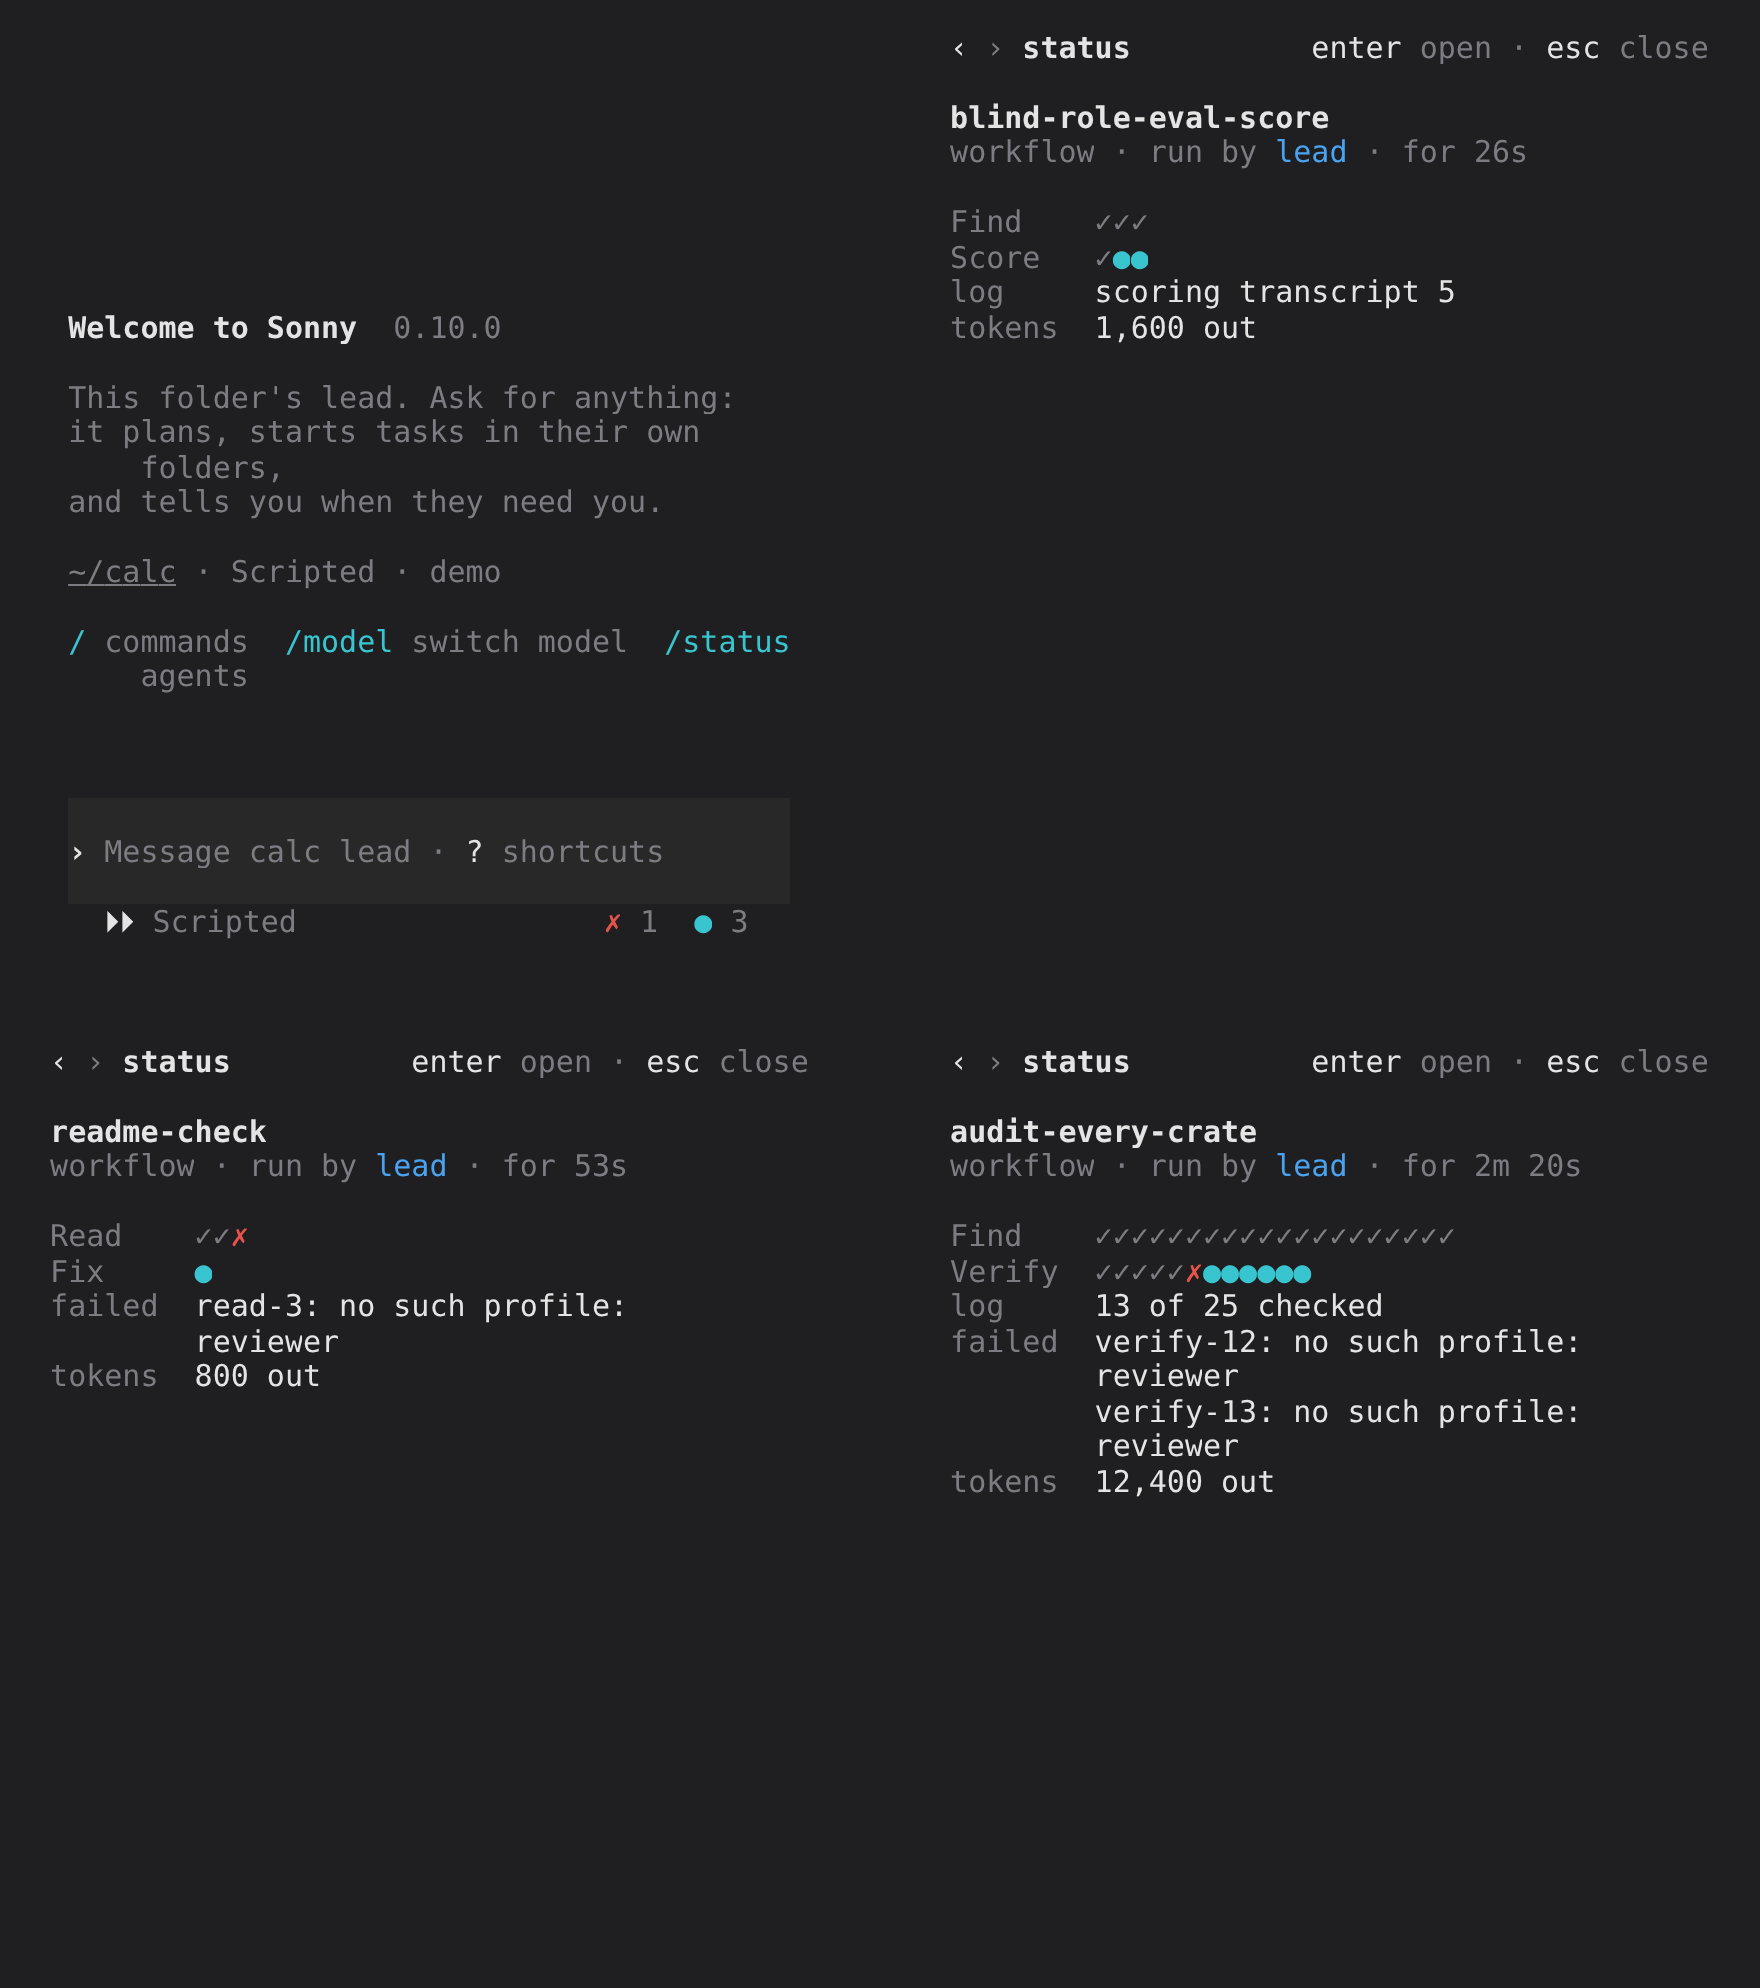 Welcome to Sonny  0.10.0
This folder's lead. Ask for anything:
it plans, starts tasks in their own
folders,
and tells you when they need you.
~/calc · Scripted · demo
/ commands  /model switch model  /status
agents
› Message calc lead · ? shortcuts
⏵⏵ Scripted  ✗ 1  ● 3
‹ › status  enter open · esc close
blind-role-eval-score
workflow · run by lead · for 26s
Find  ✓✓✓
Score  ✓●●
log  scoring transcript 5
tokens  1,600 out
‹ › status  enter open · esc close
readme-check
workflow · run by lead · for 53s
Read  ✓✓✗
Fix  ●
failed  read-3: no such profile:
reviewer
tokens  800 out
‹ › status  enter open · esc close
audit-every-crate
workflow · run by lead · for 2m 20s
Find  ✓✓✓✓✓✓✓✓✓✓✓✓✓✓✓✓✓✓✓✓
Verify  ✓✓✓✓✓✗●●●●●●
log  13 of 25 checked
failed  verify-12: no such profile:
reviewer
verify-13: no such profile:
reviewer
tokens  12,400 out